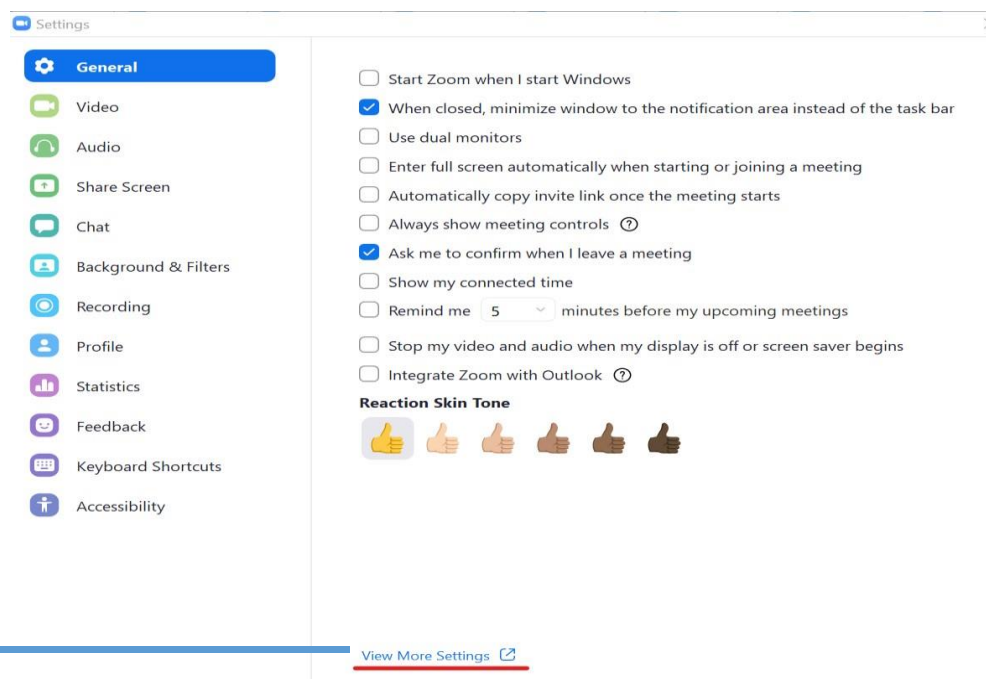 Settings
General
Video
Audio
Share Screen
Chat
Background & Filters
Recording
Profile
Statistics
Feedback
Keyboard Shortcuts
Accessibility
Start Zoom when I start Windows
When closed, minimize window to the notification area instead of the task bar
Use dual monitors
Enter full screen automatically when starting or joining a meeting
Automatically copy invite link once the meeting starts
Always show meeting controls ?
Ask me to confirm when I leave a meeting
Show my connected time
Remind me 5 minutes before my upcoming meetings
Stop my video and audio when my display is off or screen saver begins
Integrate Zoom with Outlook ?
Reaction Skin Tone
View More Settings